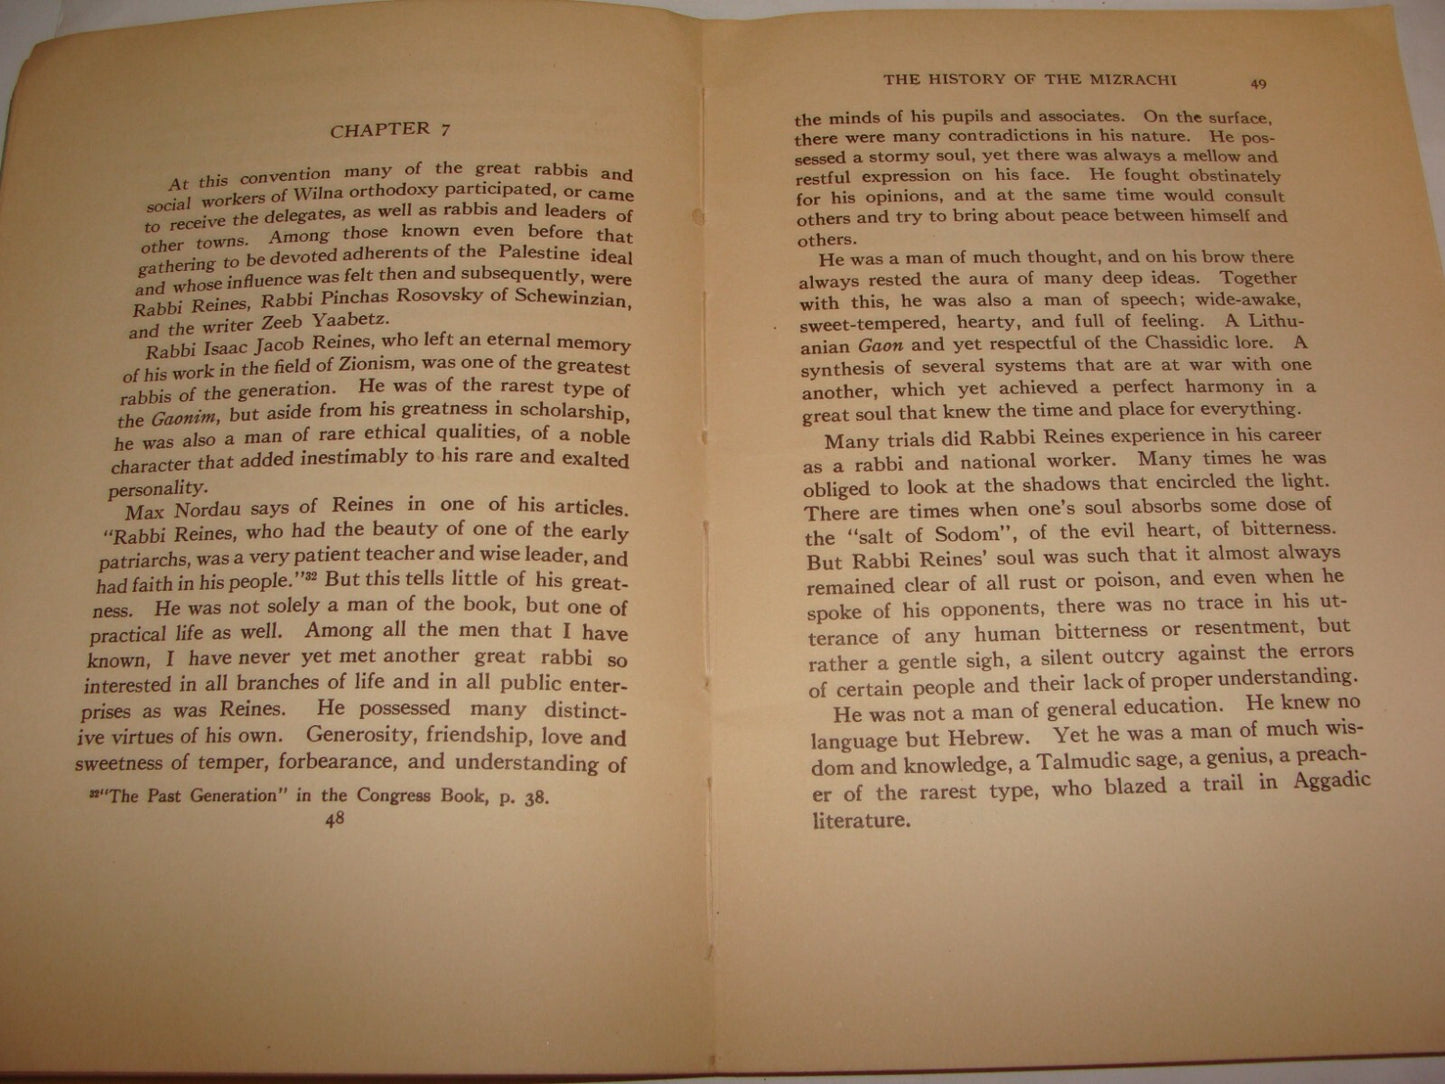 CHAPTER 7
At this convention many of the great rabbis and
social workers of Wilna orthodoxy participated, or came
to receive the delegates, as well as rabbis and leaders of
other towns. Among those known even before that
gathering to be devoted adherents of the Palestine ideal
and whose influence was felt then and subsequently, were
Rabbi Reines, Rabbi Pinchas Rosovsky of Schewinzian,
and the writer Zeeb Yaabetz.
Rabbi Isaac Jacob Reines, who left an eternal memory
of his work in the field of Zionism, was one of the greatest
rabbis of the generation. He was of the rarest type of
the Gaonim, but aside from his greatness in scholarship,
he was also a man of rare ethical qualities, of a noble
character that added inestimably to his rare and exalted
personality.
Max Nordau says of Reines in one of his articles.
"Rabbi Reines, who had the beauty of one of the early
patriarchs, was a very patient teacher and wise leader, and
had faith in his people."32 But this tells little of his great-
ness. He was not solely a man of the book, but one of
practical life as well. Among all the men that I have
known, I have never yet met another great rabbi so
interested in all branches of life and in all public enter-
prises as was Reines. He possessed many distinct-
ive virtues of his own. Generosity, friendship, love and
sweetness of temper, forbearance, and understanding of
32"The Past Generation" in the Congress Book, p. 38.
48
THE HISTORY OF THE MIZRACHI 49
the minds of his pupils and associates. On the surface,
there were many contradictions in his nature. He pos-
sessed a stormy soul, yet there was always a mellow and
restful expression on his face. He fought obstinately
for his opinions, and at the same time would consult
others and try to bring about peace between himself and
others.
He was a man of much thought, and on his brow there
always rested the aura of many deep ideas. Together
with this, he was also a man of speech; wide-awake,
sweet-tempered, hearty, and full of feeling. A Lithu-
anian Gaon and yet respectful of the Chassidic lore. A
synthesis of several systems that are at war with one
another, which yet achieved a perfect harmony in a
great soul that knew the time and place for everything.
Many trials did Rabbi Reines experience in his career
as a rabbi and national worker. Many times he was
obliged to look at the shadows that encircled the light.
There are times when one's soul absorbs some dose of
the "salt of Sodom", of the evil heart, of bitterness.
But Rabbi Reines' soul was such that it almost always
remained clear of all rust or poison, and even when he
spoke of his opponents, there was no trace in his ut-
terance of any human bitterness or resentment, but
rather a gentle sigh, a silent outcry against the errors
of certain people and their lack of proper understanding.
He was not a man of general education. He knew no
language but Hebrew. Yet he was a man of much wis-
dom and knowledge, a Talmudic sage, a genius, a preach-
er of the rarest type, who blazed a trail in Aggadic
literature.